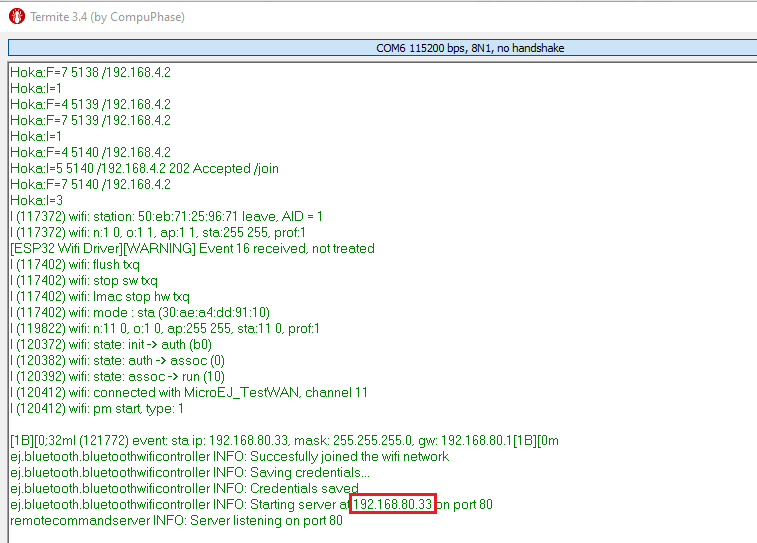 Termite 3.4 (by CompuPhase)
COM6 115200 bps, 8N1, no handshake
Hoka:F=7 5138 /192.168.4.2
Hoka:I=1
Hoka:F=4 5139 /192.168.4.2
Hoka:F=7 5139 /192.168.4.2
Hoka:I=1
Hoka:F=4 5140 /192.168.4.2
Hoka:I=5 5140 /192.168.4.2 202 Accepted /join
Hoka:F=7 5140 /192.168.4.2
Hoka:I=3
I (117372) wifi: station: 50:eb:71:25:96:71 leave, AID = 1
I (117372) wifi: n:1 0, o:1 1, ap:1 1, sta:255 255, prof:1
[ESP32 Wifi Driver][WARNING] Event 16 received, not treated
I (117402) wifi: flush txq
I (117402) wifi: stop sw txq
I (117402) wifi: lmac stop hw txq
I (117402) wifi: mode : sta (30:ae:a4:dd:91:10)
I (119822) wifi: n:11 0, o:1 0, ap:255 255, sta:11 0, prof:1
I (120372) wifi: state: init -> auth (b0)
I (120382) wifi: state: auth -> assoc (0)
I (120392) wifi: state: assoc -> run (10)
I (120412) wifi: connected with MicroEJ_TestWAN, channel 11
I (120412) wifi: pm start, type: 1
[1B][0;32mI (121772) event: sta ip: 192.168.80.33, mask: 255.255.255.0, gw: 192.168.80.1[1B][0m
ej.bluetooth.bluetoothwificontroller INFO: Succesfully joined the wifi network
ej.bluetooth.bluetoothwificontroller INFO: Saving credentials...
ej.bluetooth.bluetoothwificontroller INFO: Credentials saved
ej.bluetooth.bluetoothwificontroller INFO: Starting server at 192.168.80.33 on port 80
remotecommandserver INFO: Server listening on port 80